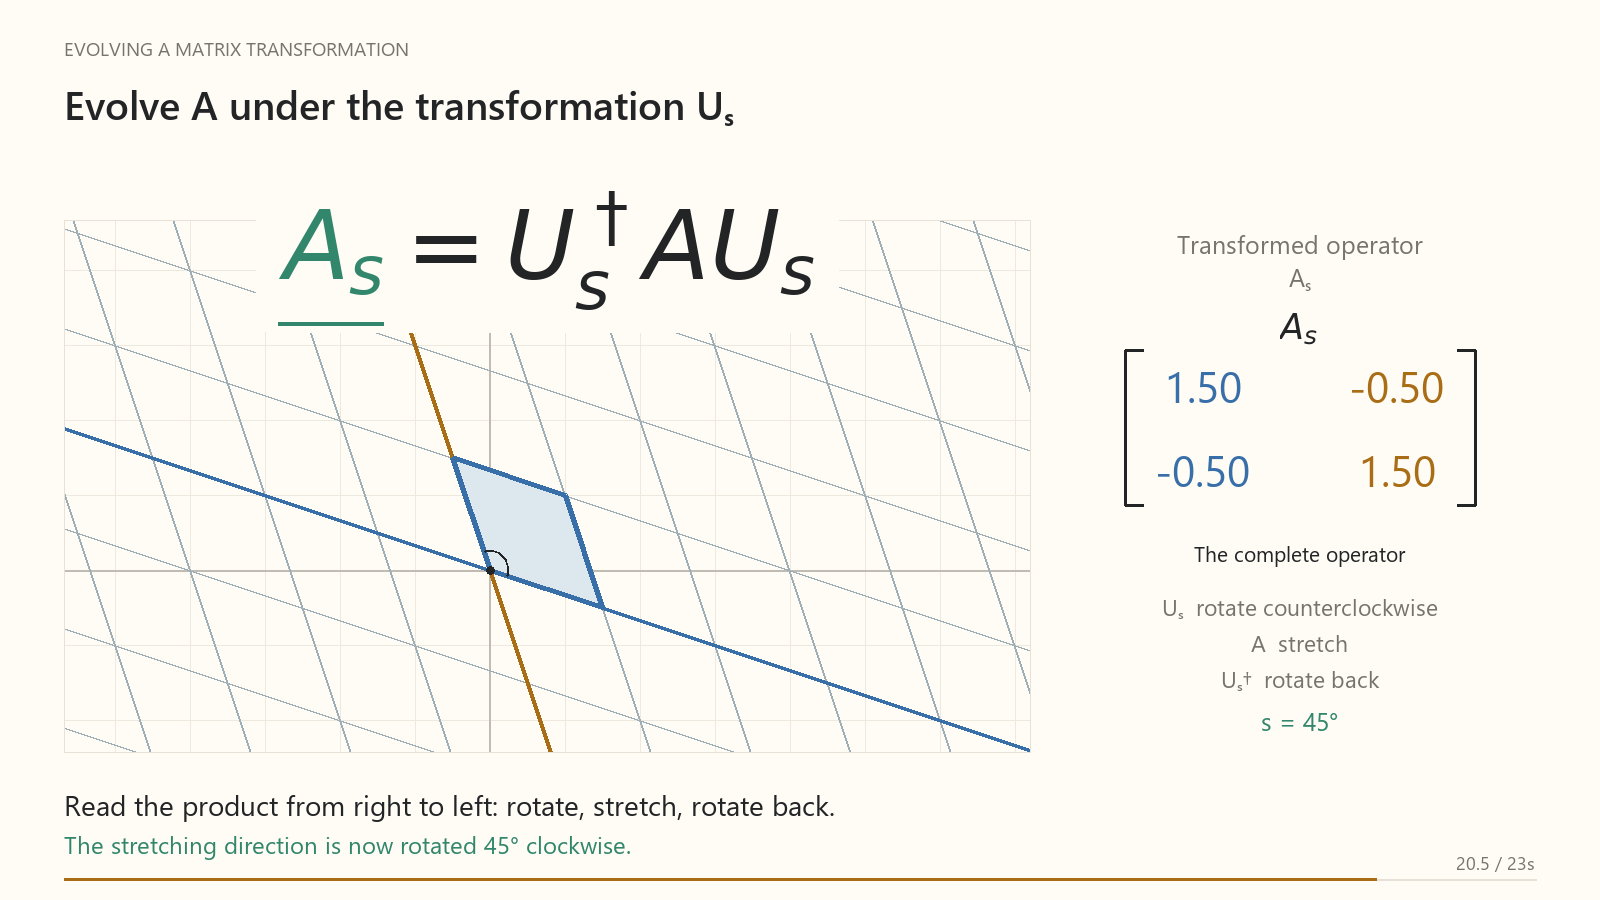 EVOLVING A MATRIX TRANSFORMATION
Evolve A under the transformation Uₛ
Aₛ = Uₛ† A Uₛ
Transformed operator
Aₛ
Aₛ
1.50 -0.50
-0.50 1.50
The complete operator
Uₛ rotate counterclockwise
A stretch
Uₛ† rotate back
s = 45°
Read the product from right to left: rotate, stretch, rotate back.
The stretching direction is now rotated 45° clockwise.
20.5 / 23s